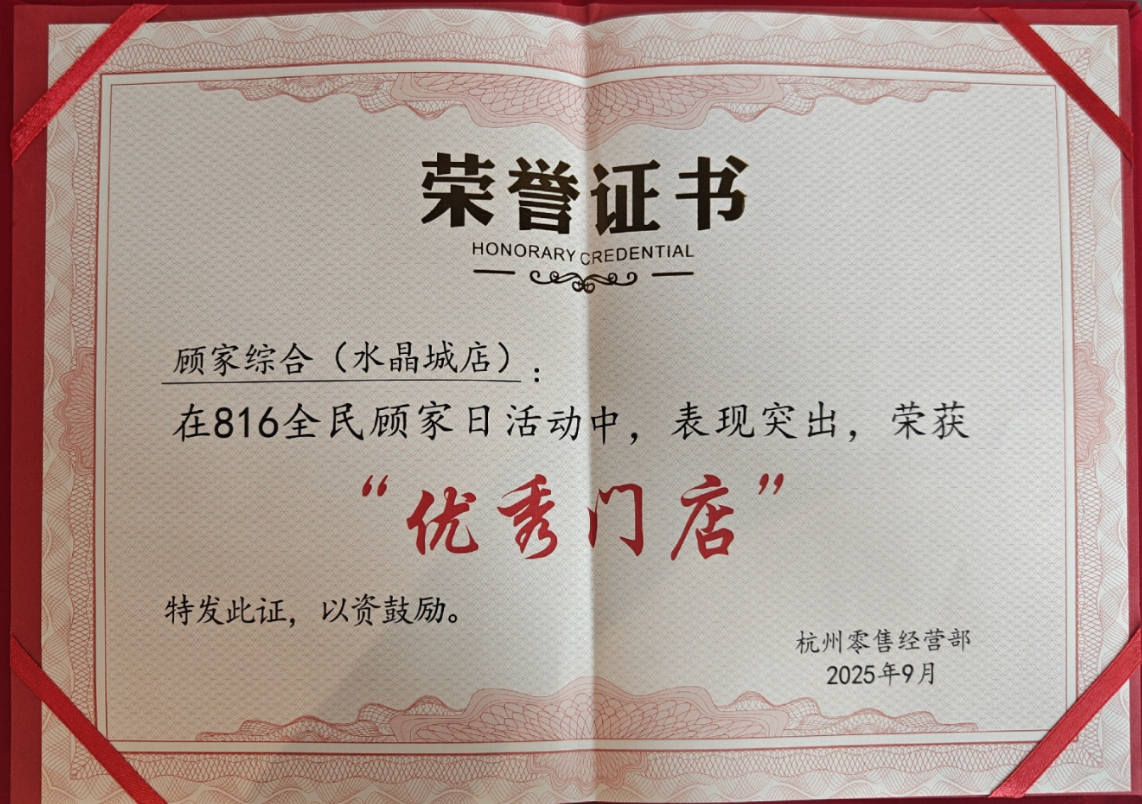 荣誉证书
HONORARY CREDENTIAL
顾家综合（水晶城店）：
在816全民顾家日活动中，表现突出，荣获
“优秀门店”
特发此证，以资鼓励。
杭州零售经营部
2025年9月